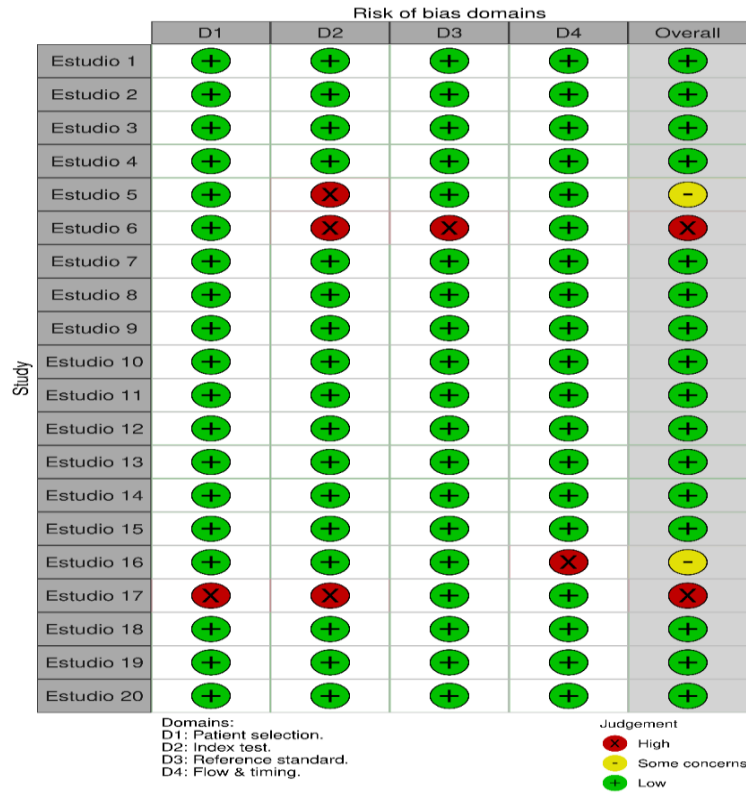 Risk of bias domains
D1 D2 D3 D4 Overall
Study
Estudio 1
Estudio 2
Estudio 3
Estudio 4
Estudio 5
Estudio 6
Estudio 7
Estudio 8
Estudio 9
Estudio 10
Estudio 11
Estudio 12
Estudio 13
Estudio 14
Estudio 15
Estudio 16
Estudio 17
Estudio 18
Estudio 19
Estudio 20
Domains:
D1: Patient selection.
D2: Index test.
D3: Reference standard.
D4: Flow & timing.
Judgement
High
Some concerns
Low